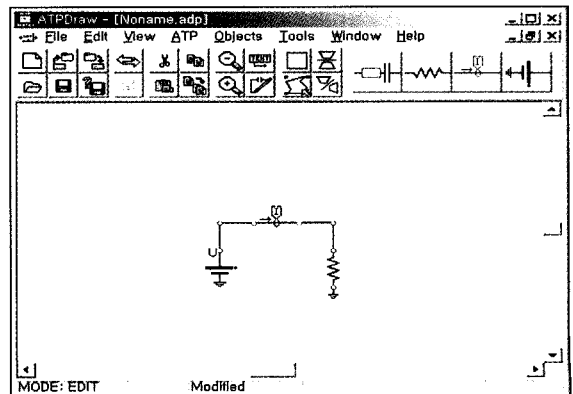 ATPDraw - [Noname.adp]
File Edit View ATP Objects Tools Window Help
U
MODE: EDIT Modified